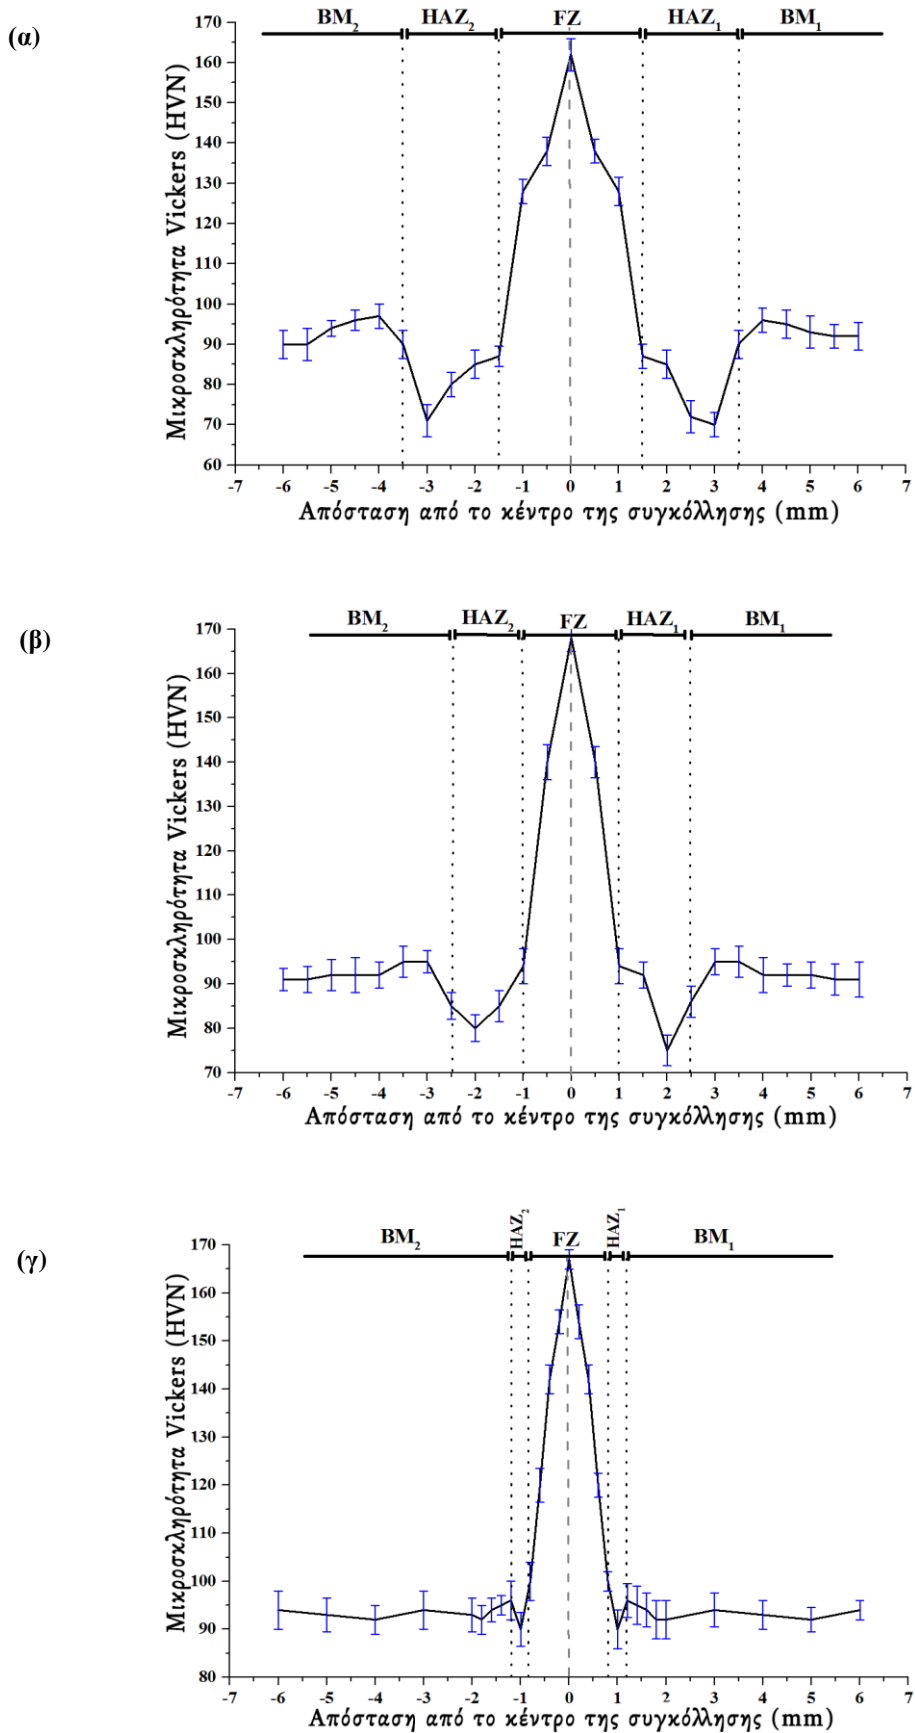 (α)
BM₂ HAZ₂ FZ HAZ₁ BM₁
Μικροσκληρότητα Vickers (HVN)
170
160
150
140
130
120
110
100
90
80
70
60
-7 -6 -5 -4 -3 -2 -1 0 1 2 3 4 5 6 7
Απόσταση από το κέντρο της συγκόλλησης (mm)
(β)
BM₂ HAZ₂ FZ HAZ₁ BM₁
Μικροσκληρότητα Vickers (HVN)
170
160
150
140
130
120
110
100
90
80
70
-7 -6 -5 -4 -3 -2 -1 0 1 2 3 4 5 6 7
Απόσταση από το κέντρο της συγκόλλησης (mm)
(γ)
BM₂ HAZ₂ FZ HAZ₁ BM₁
Μικροσκληρότητα Vickers (HVN)
170
160
150
140
130
120
110
100
90
80
-7 -6 -5 -4 -3 -2 -1 0 1 2 3 4 5 6 7
Απόσταση από το κέντρο της συγκόλλησης (mm)